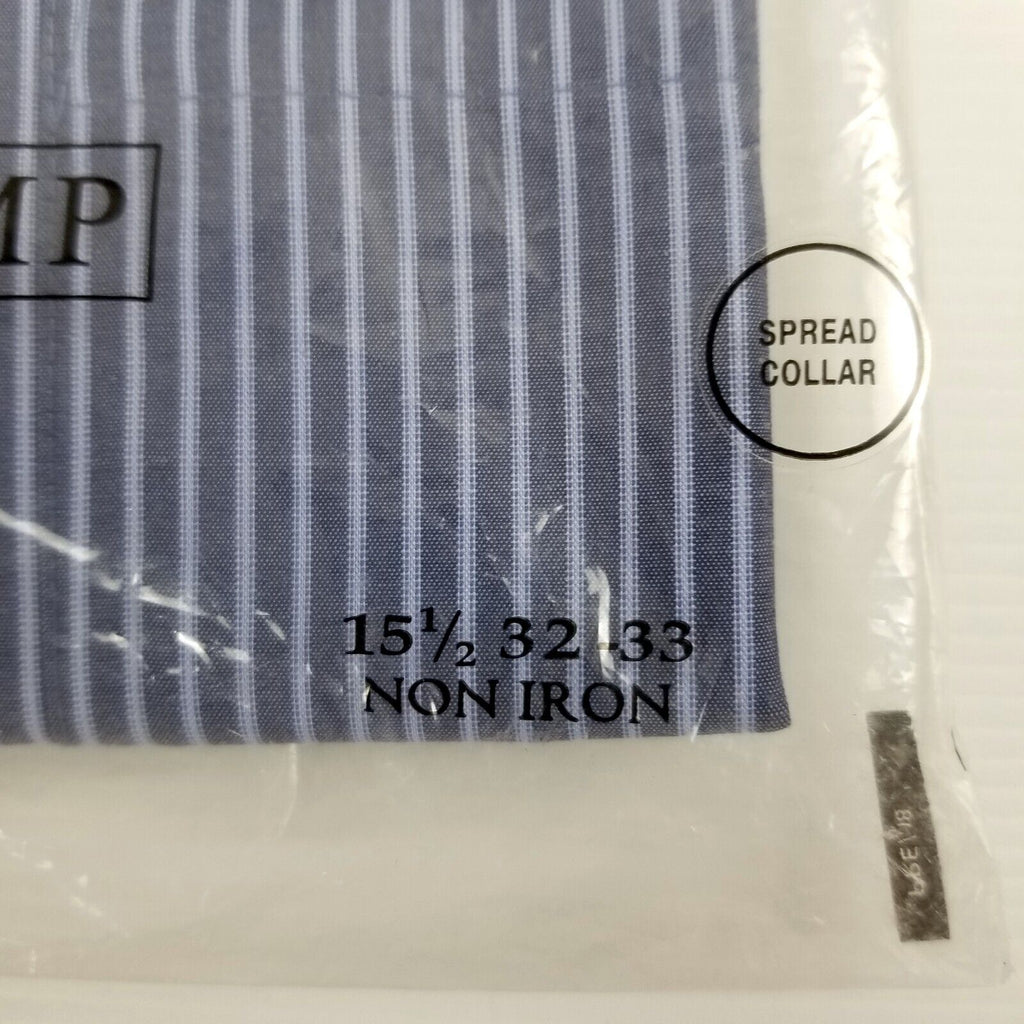 MP
SPREAD
COLLAR
15½ 32-33
NON IRON